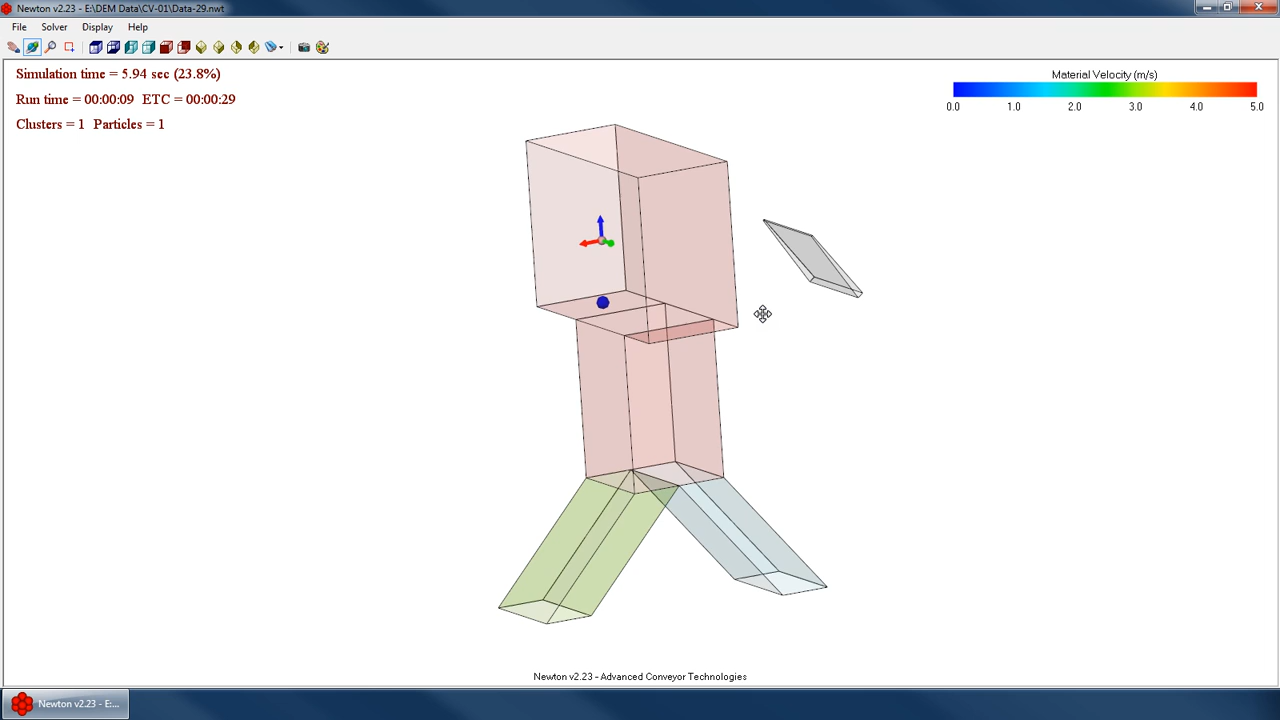 Newton v2.23 - E:\DEM Data\CV-01\Data-29.nwt
File Solver Display Help
Simulation time = 5.94 sec (23.8%)
Run time = 00:00:09 ETC = 00:00:29
Clusters = 1 Particles = 1
Material Velocity (m/s)
0.0 1.0 2.0 3.0 4.0 5.0
Newton v2.23 - Advanced Conveyor Technologies
Newton v2.23 - E:...